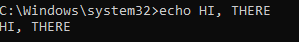 C:\Windows\system32>echo HI, THERE
HI, THERE